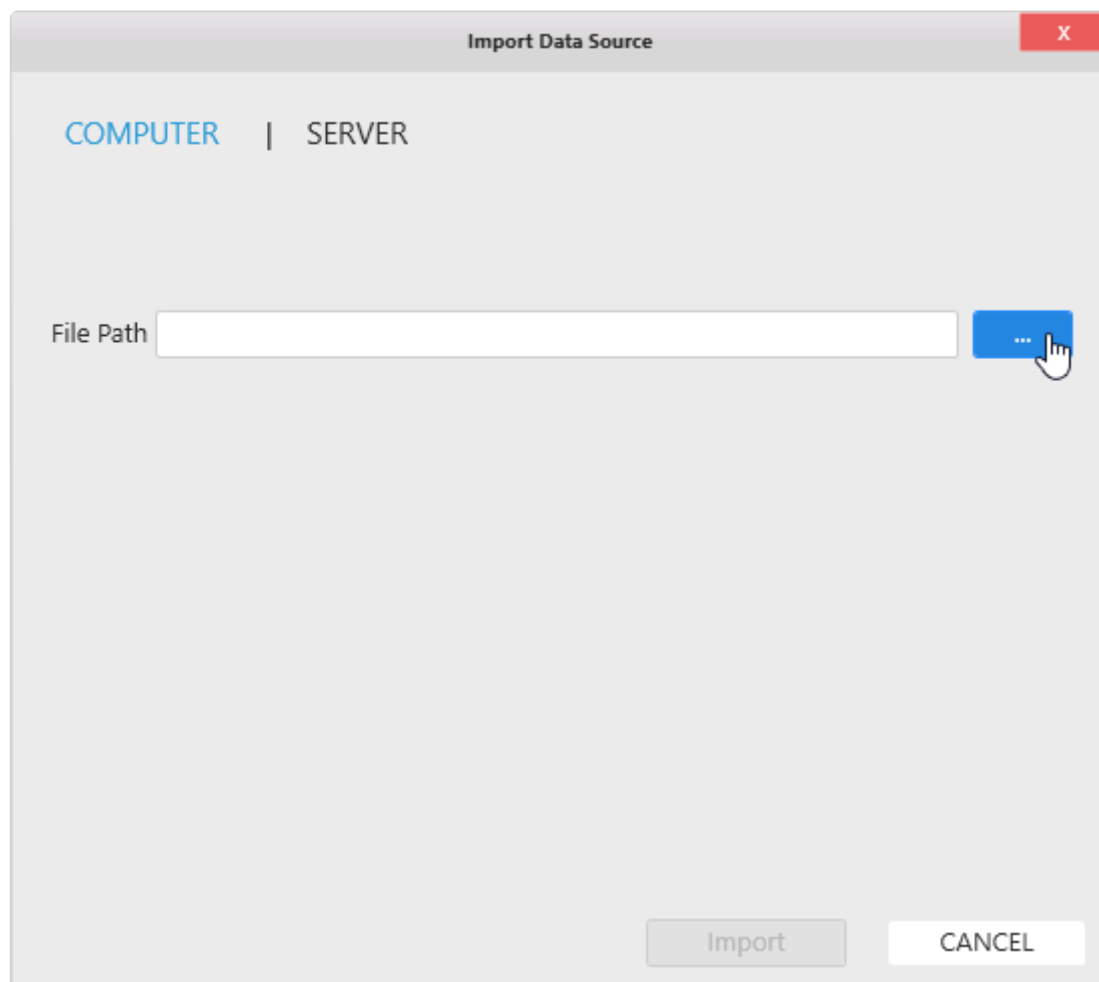 Import Data Source X
COMPUTER | SERVER
File Path ...
Import CANCEL